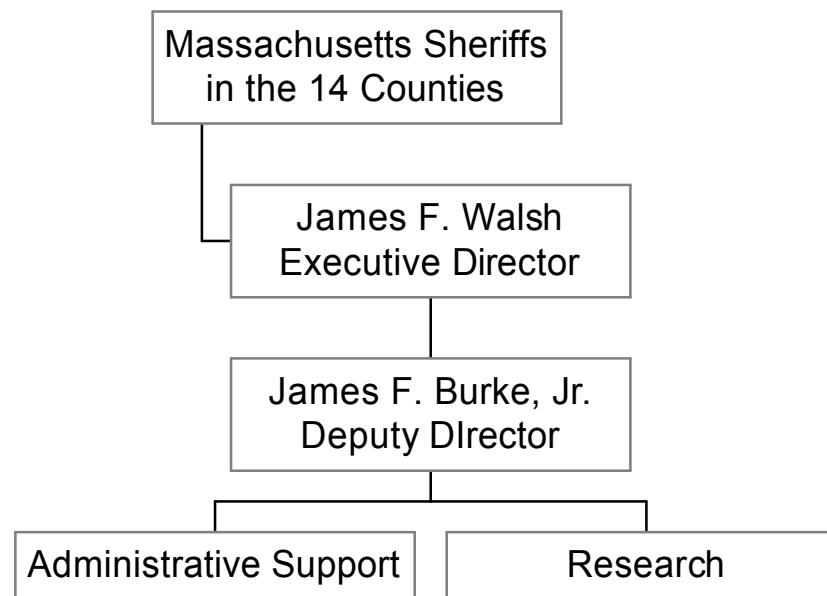 Massachusetts Sheriffs
in the 14 Counties
James F. Walsh
Executive Director
James F. Burke, Jr.
Deputy DIrector
Administrative Support
Research